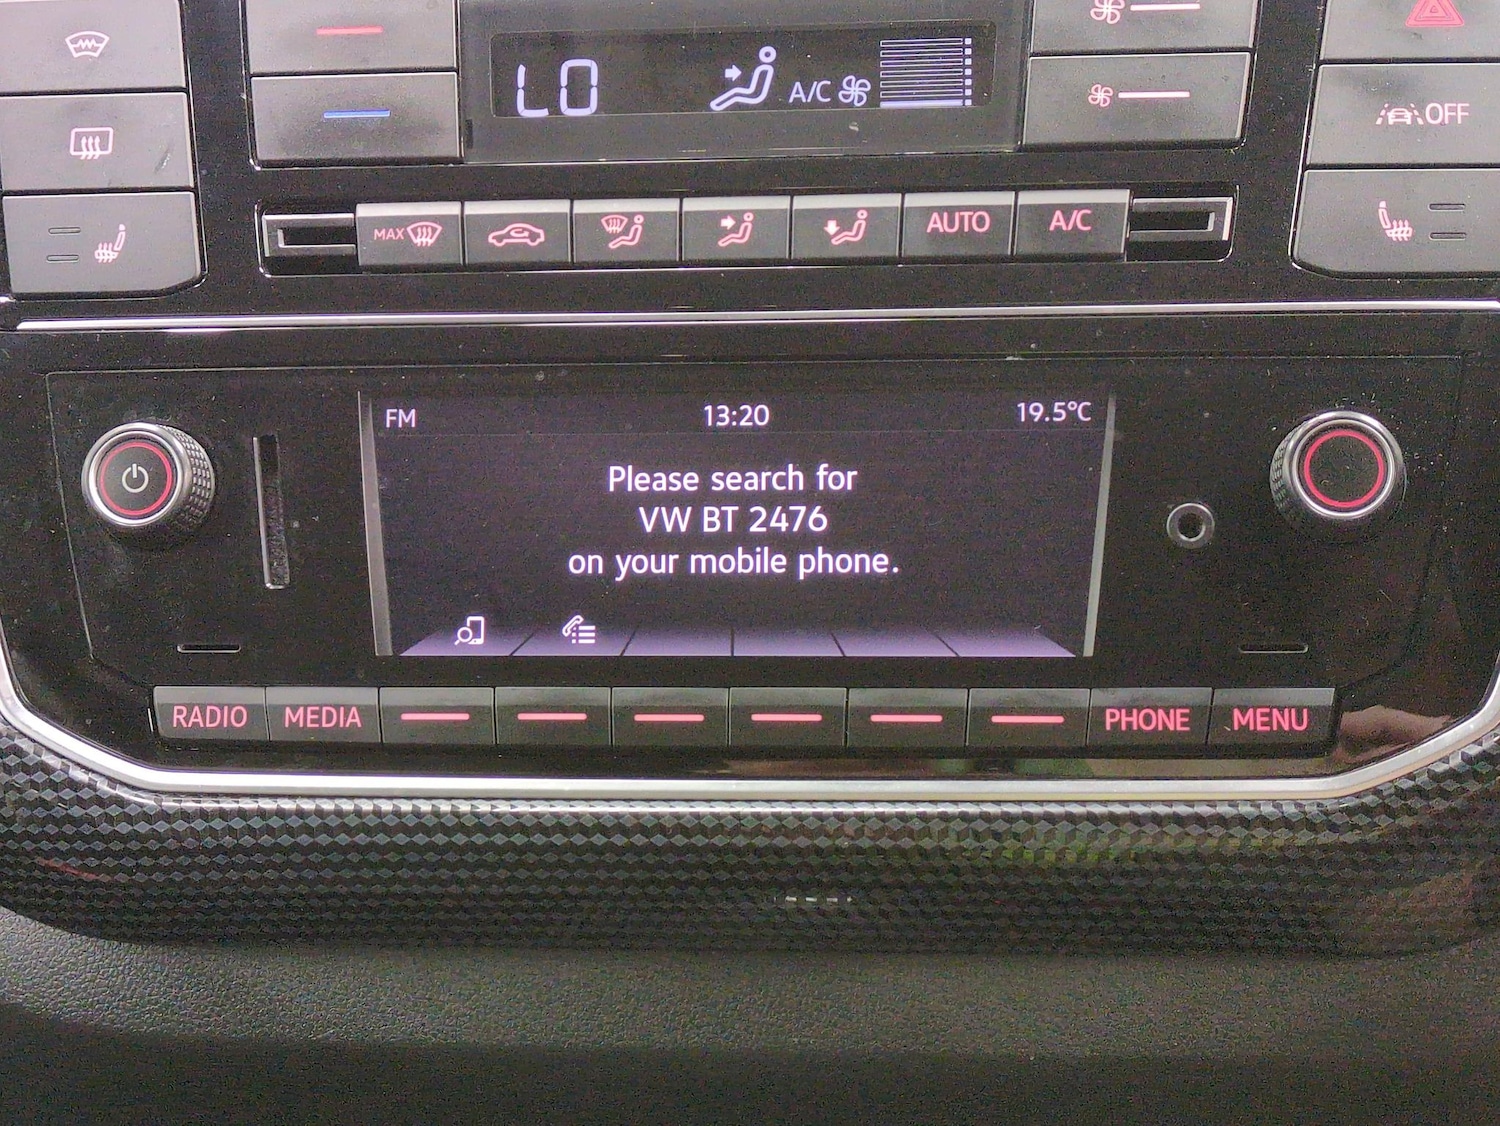 LO
A/C
OFF
MAX
AUTO
A/C
FM
13:20
19.5°C
Please search for
VW BT 2476
on your mobile phone.
RADIO
MEDIA
PHONE
MENU